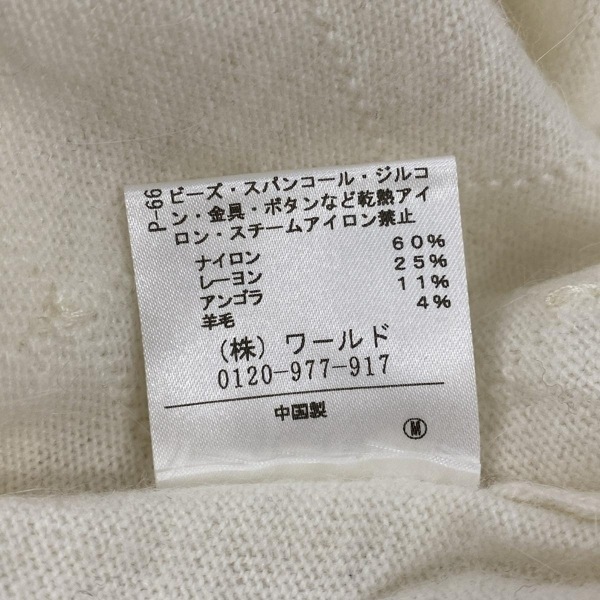 P-66
ビーズ・スパンコール・ジルコ
ン・金具・ボタンなど乾熱アイ
ロン・スチームアイロン禁止
ナイロン 60%
レーヨン 25%
アンゴラ 11%
羊毛 4%
(株) ワールド
0120-977-917
中国製
M